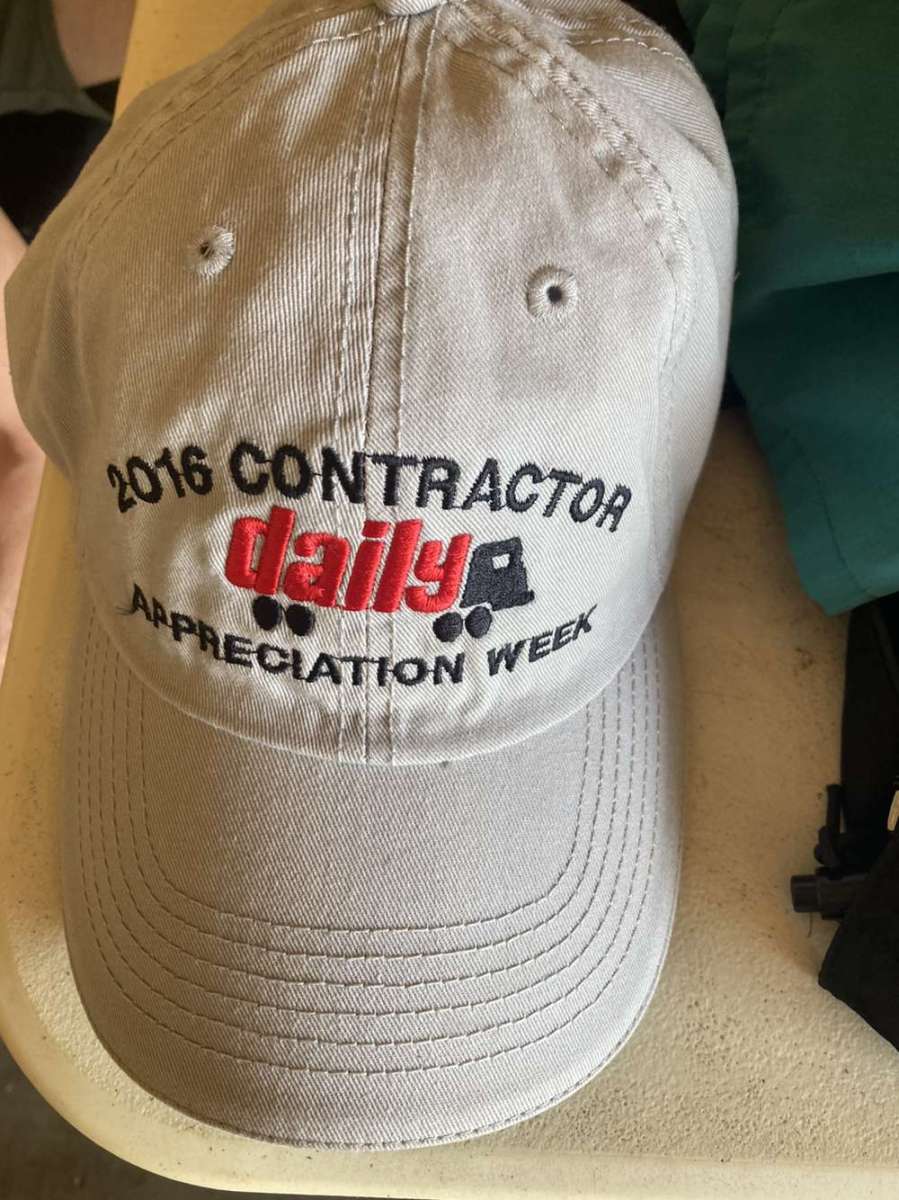 2016 CONTRACTOR
daily
APPRECIATION WEEK